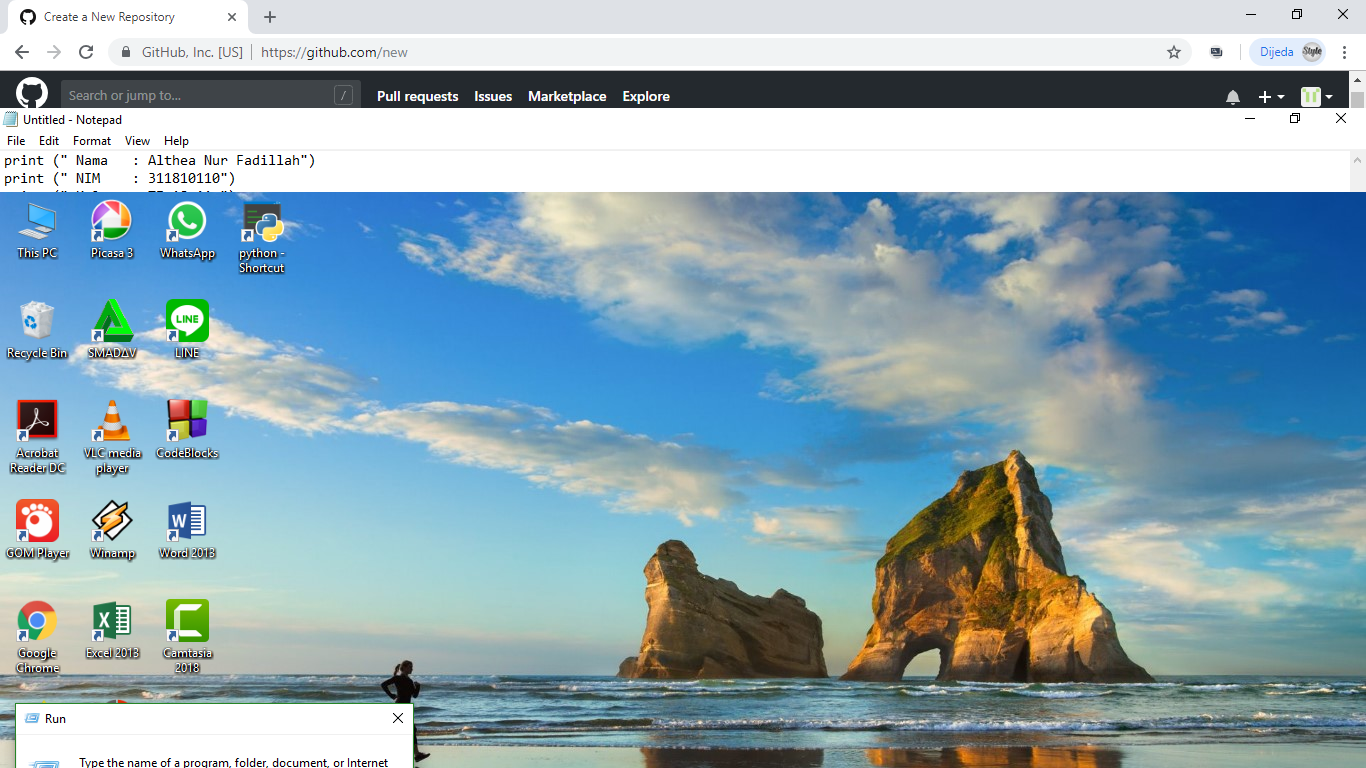 Create a New Repository
GitHub, Inc. [US] https://github.com/new
Dijeda Style
Search or jump to... /
Pull requests Issues Marketplace Explore
Untitled - Notepad
File Edit Format View Help
print (" Nama   : Althea Nur Fadillah")
print (" NIM    : 311810110")
This PC
Picasa 3
WhatsApp
python -
Shortcut
Recycle Bin
SMADΔV
LINE
LINE
Acrobat
Reader DC
VLC media
player
CodeBlocks
GOM Player
Winamp
Word 2013
Google
Chrome
Excel 2013
Camtasia
2018
Run
Type the name of a program, folder, document, or Internet